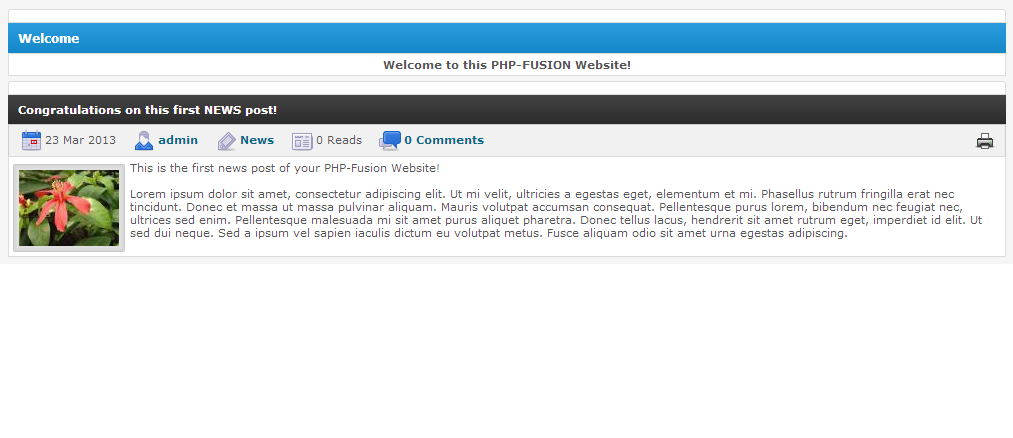 Welcome
Welcome to this PHP-FUSION Website!
Congratulations on this first NEWS post!
23 Mar 2013 admin News 0 Reads 0 Comments
This is the first news post of your PHP-Fusion Website!
Lorem ipsum dolor sit amet, consectetur adipiscing elit. Ut mi velit, ultricies a egestas eget, elementum et mi. Phasellus rutrum fringilla erat nec
tincidunt. Donec et massa ut massa pulvinar aliquam. Mauris volutpat accumsan consequat. Pellentesque purus lorem, bibendum nec feugiat nec,
ultrices sed enim. Pellentesque malesuada mi sit amet purus aliquet pharetra. Donec tellus lacus, hendrerit sit amet rutrum eget, imperdiet id elit. Ut
sed dui neque. Sed a ipsum vel sapien iaculis dictum eu volutpat metus. Fusce aliquam odio sit amet urna egestas adipiscing.